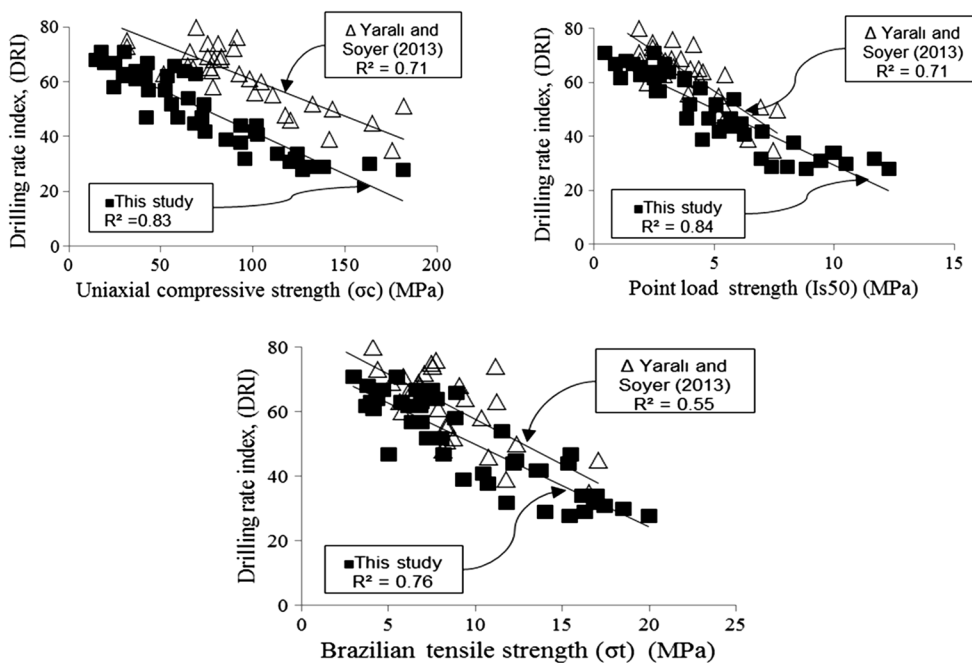 Drilling rate index, (DRI)
80
60
40
20
0
Δ Yaralı and
Soyer (2013)
R² = 0.71
■This study
R² =0.83
0 50 100 150 200
Uniaxial compressive strength (σc) (MPa)
Drilling rate index, (DRI)
80
60
40
20
0
Δ Yaralı and
Soyer (2013)
R² = 0.71
■This study
R² = 0.84
0 5 10 15
Point load strength (Is50) (MPa)
Drilling rate index, (DRI)
80
60
40
20
0
Δ Yaralı and
Soyer (2013)
R² = 0.55
■This study
R² = 0.76
0 5 10 15 20 25
Brazilian tensile strength (σt) (MPa)